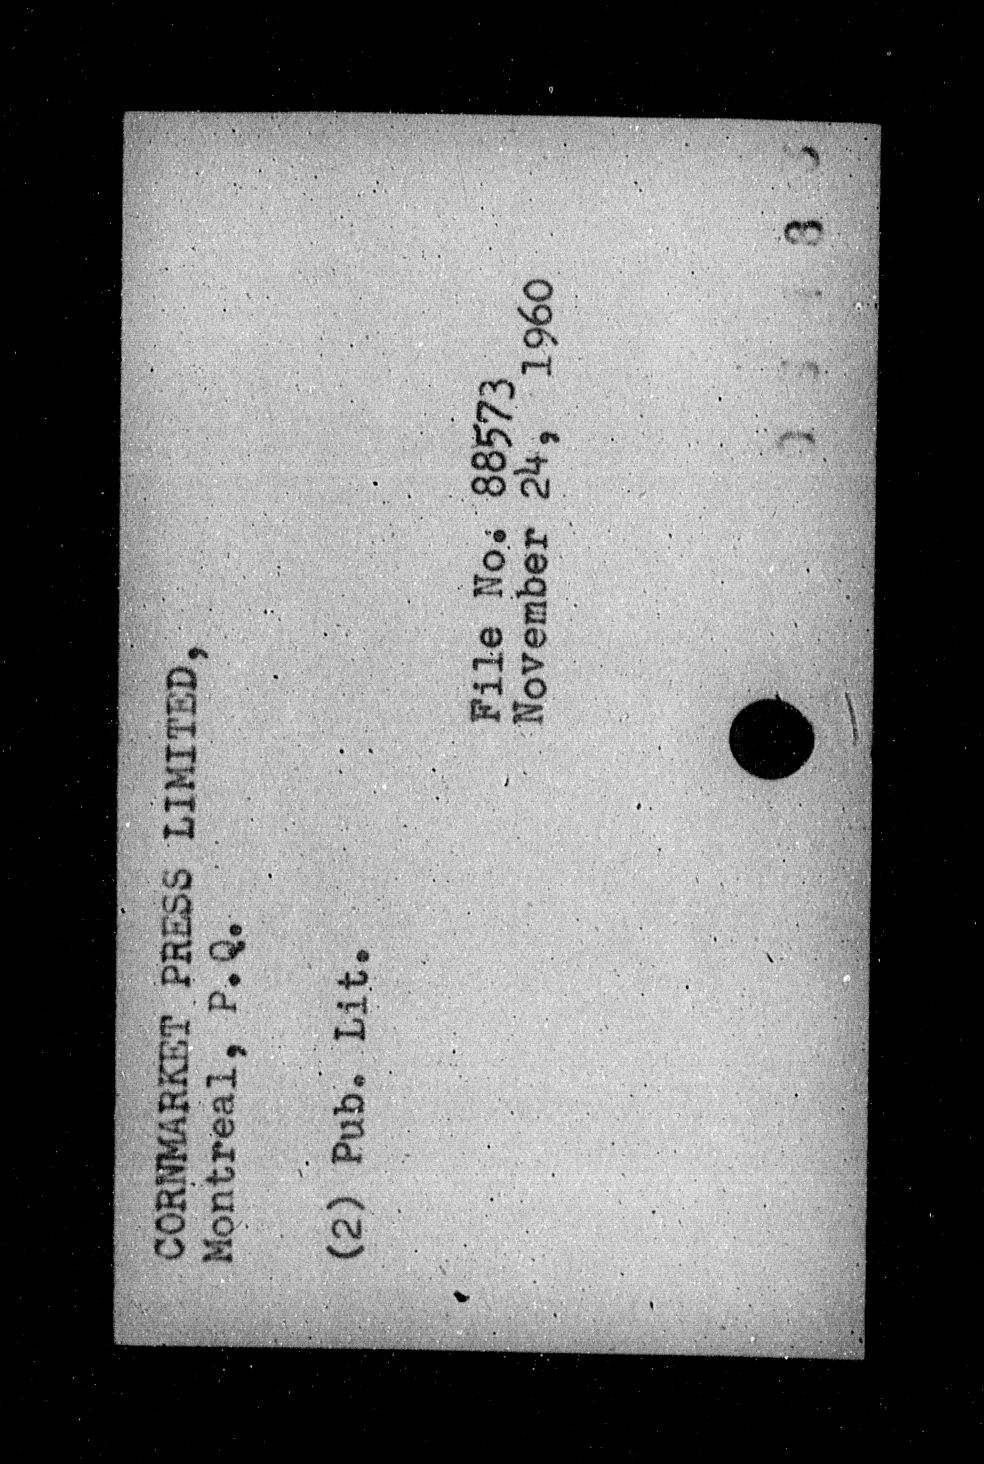 CORNMARKET PRESS LIMITED,
Montreal, P.Q.
(2) Pub. Lit.
File No. 88573
November 24, 1960